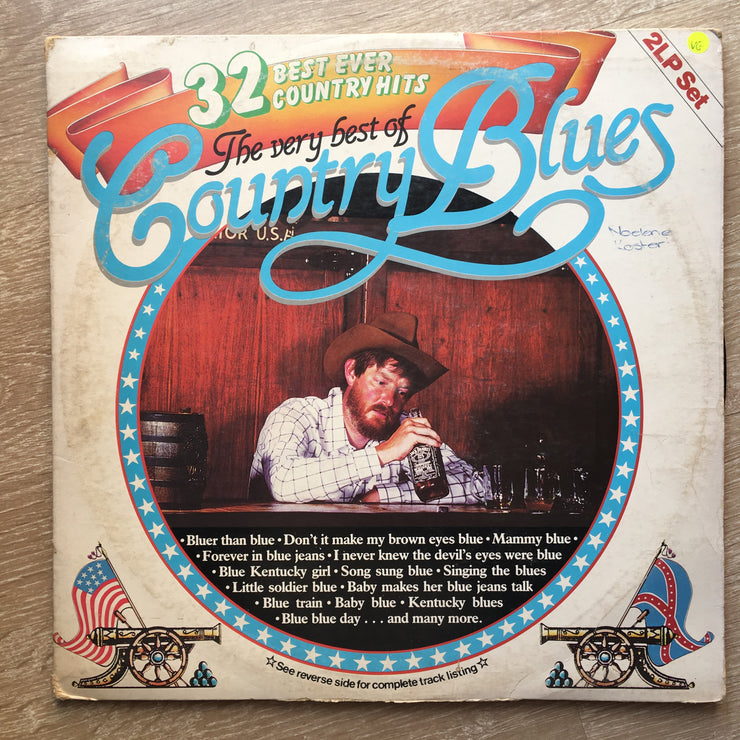 32 BEST EVER
COUNTRY HITS
2LP Set
VG
The very best of
Country Blues
TOR U.S.A
• Bluer than blue • Don't it make my brown eyes blue • Mammy blue •
• Forever in blue jeans • I never knew the devil's eyes were blue
• Blue Kentucky girl • Song sung blue • Singing the blues
• Little soldier blue • Baby makes her blue jeans talk
• Blue train • Baby blue • Kentucky blues
• Blue blue day . . . and many more.
☆See reverse side for complete track listing☆